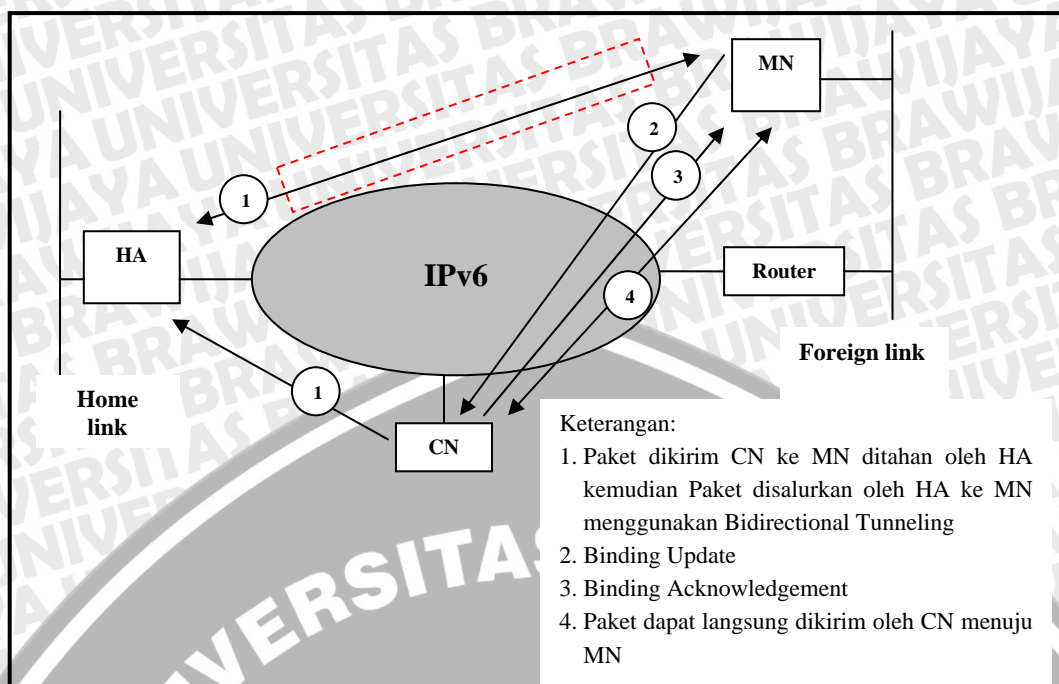 MN
2
3
1
HA
IPv6
Router
4
Foreign link
1
Home
link
CN
Keterangan:
1. Paket dikirim CN ke MN ditahan oleh HA
kemudian Paket disalurkan oleh HA ke MN
menggunakan Bidirectional Tunneling
2. Binding Update
3. Binding Acknowledgement
4. Paket dapat langsung dikirim oleh CN menuju
MN
VERSITAS